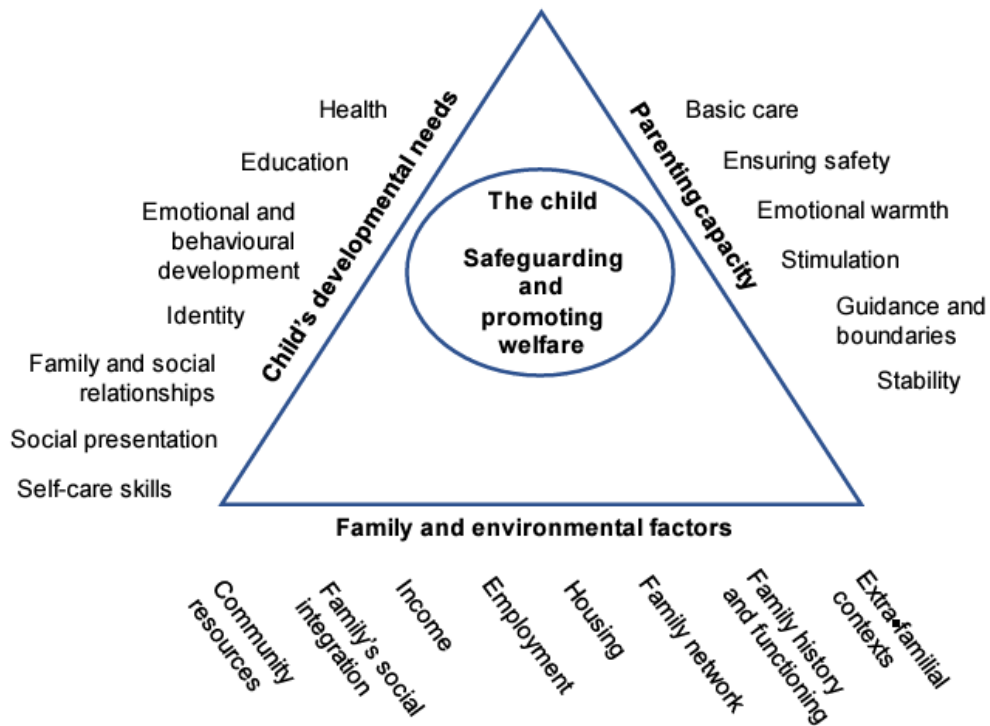 Health
Education
Emotional and
behavioural
development
Identity
Family and social
relationships
Social presentation
Self-care skills
Child's developmental needs
The child
Safeguarding
and
promoting
welfare
Parentingcapacity
Basic care
Ensuring safety
Emotional warmth
Stimulation
Guidance and
boundaries
Stability
Family and environmental factors
Community
resources
Family's social
integration
Income
Employment
Housing
Family network
Family history
and functioning
Extra-familial
contexts